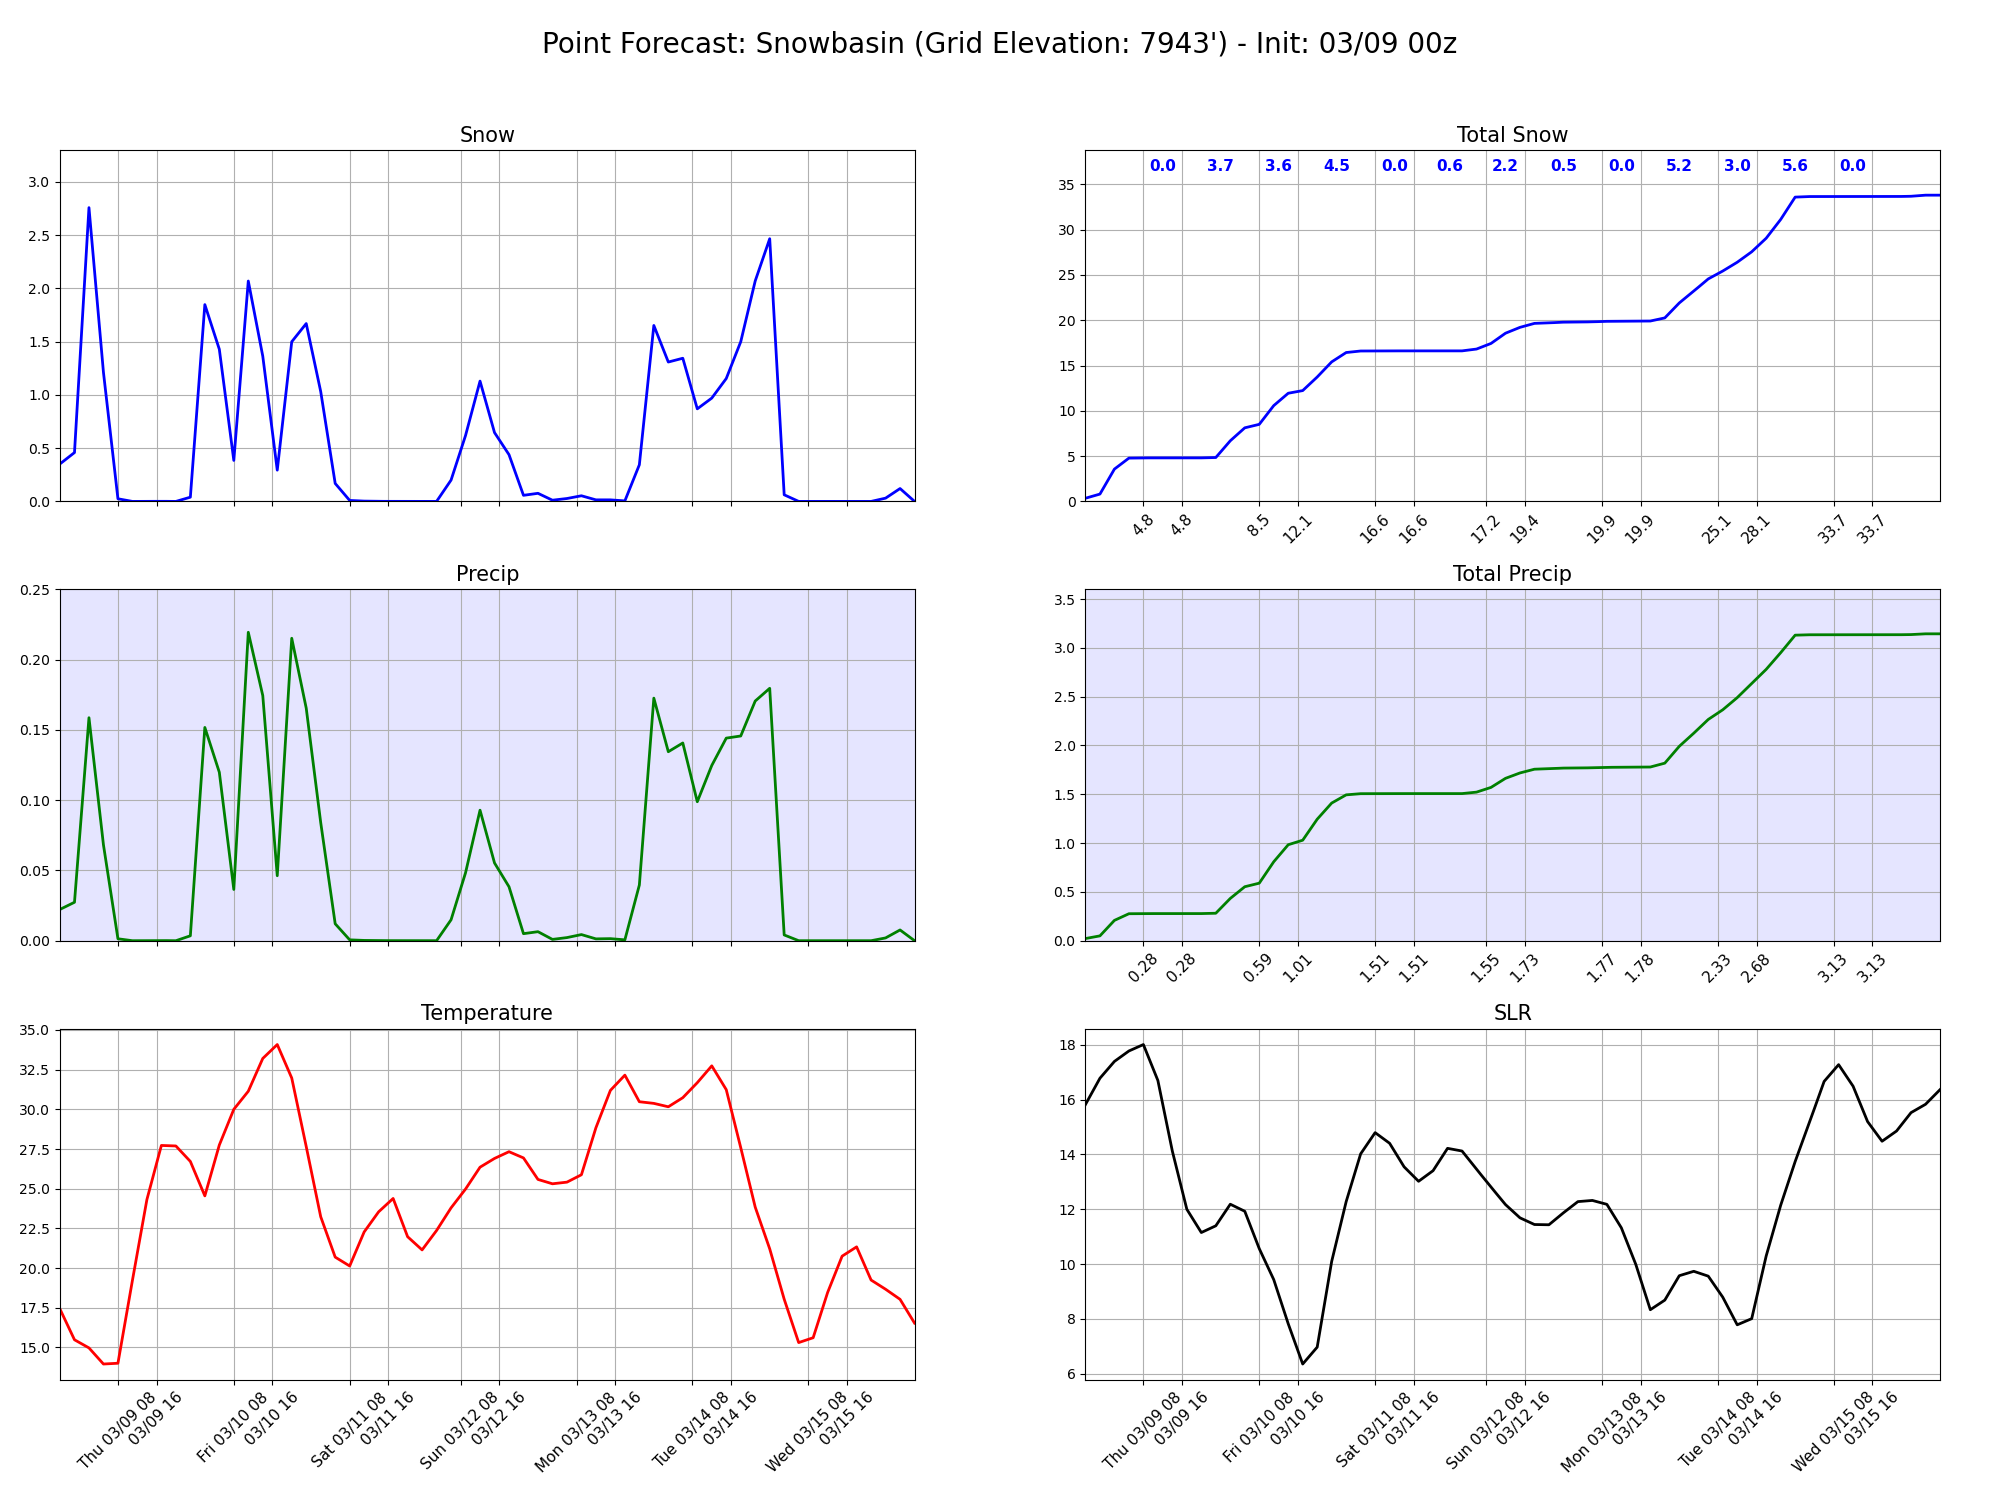 Point Forecast: Snowbasin (Grid Elevation: 7943') - Init: 03/09 00z
Snow
3.0
2.5
2.0
1.5
1.0
0.5
0.0
Total Snow
0.0 3.7 3.6 4.5 0.0 0.6 2.2 0.5 0.0 5.2 3.0 5.6 0.0
35
30
25
20
15
10
5
0
4.8 4.8 8.5 12.1 16.6 16.6 17.2 19.4 19.9 19.9 25.1 28.1 33.7 33.7
Precip
0.25
0.20
0.15
0.10
0.05
0.00
Total Precip
3.5
3.0
2.5
2.0
1.5
1.0
0.5
0.0
0.28 0.28 0.59 1.01 1.51 1.51 1.55 1.73 1.77 1.78 2.33 2.68 3.13 3.13
Temperature
35.0
32.5
30.0
27.5
25.0
22.5
20.0
17.5
15.0
Thu 03/09 08
03/09 16
Fri 03/10 08
03/10 16
Sat 03/11 08
03/11 16
Sun 03/12 08
03/12 16
Mon 03/13 08
03/13 16
Tue 03/14 08
03/14 16
Wed 03/15 08
03/15 16
SLR
18
16
14
12
10
8
6
Thu 03/09 08
03/09 16
Fri 03/10 08
03/10 16
Sat 03/11 08
03/11 16
Sun 03/12 08
03/12 16
Mon 03/13 08
03/13 16
Tue 03/14 08
03/14 16
Wed 03/15 08
03/15 16